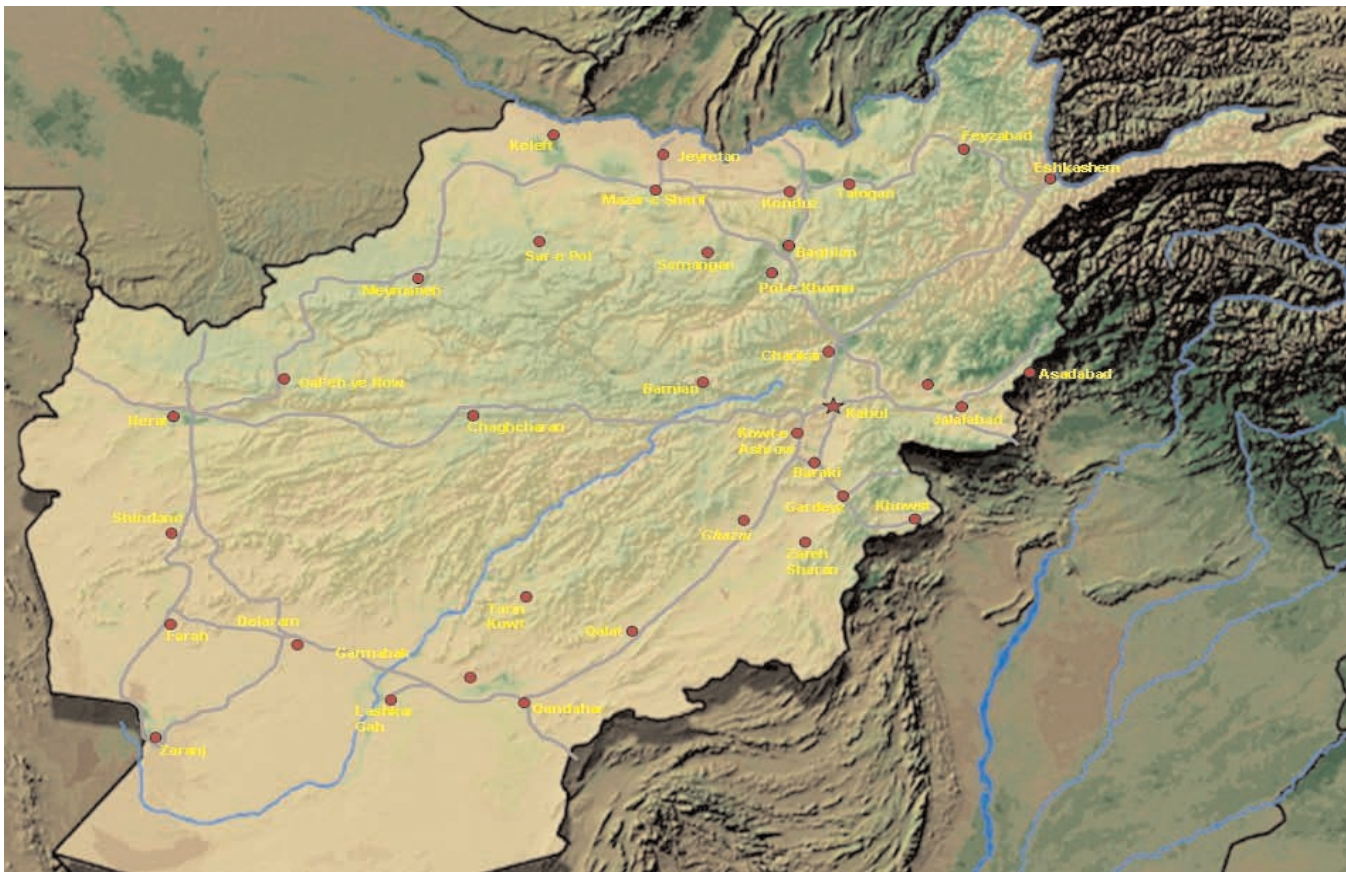 Keleft
Jeyretan
Feyzabad
Eshkashem
Mazar-e Sharif
Konduz
Taloqan
Sar-e Pol
Samangan
Baghlan
Meymaneh
Pol-e Khomri
Charikar
Qal'eh-ye Now
Bamian
Asadabad
Herat
Chaghcharan
Kabul
Jalalabad
Kowt-e
Ashrow
Baraki
Gardeyz
Khowst
Shindand
Ghazni
Zareh
Sharan
Tarin
Kowt
Farah
Delaram
Qalat
Garmabak
Lashkar
Gah
Qandahar
Zaranj